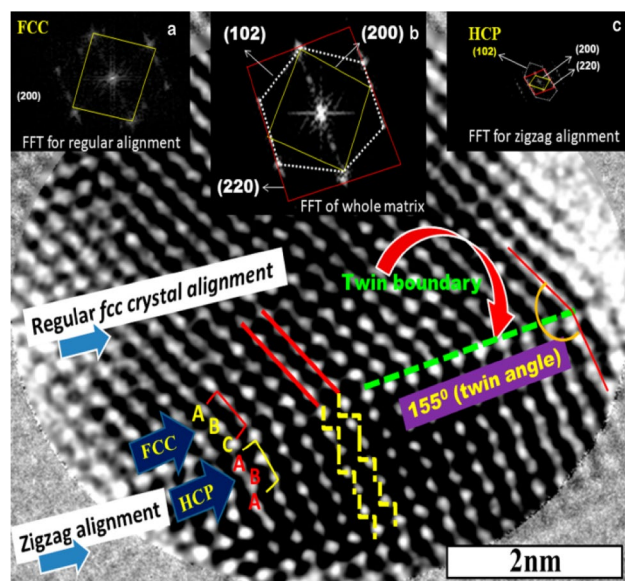 FCC
a
(200)
FFT for regular alignment
(102)
(200)
b
(220)
FFT of whole matrix
c
HCP
(102)
(200)
(220)
FFT for zigzag alignment
Regular fcc crystal alignment
Twin boundary
155⁰ (twin angle)
A
B
C
A
B
A
FCC
HCP
Zigzag alignment
2nm